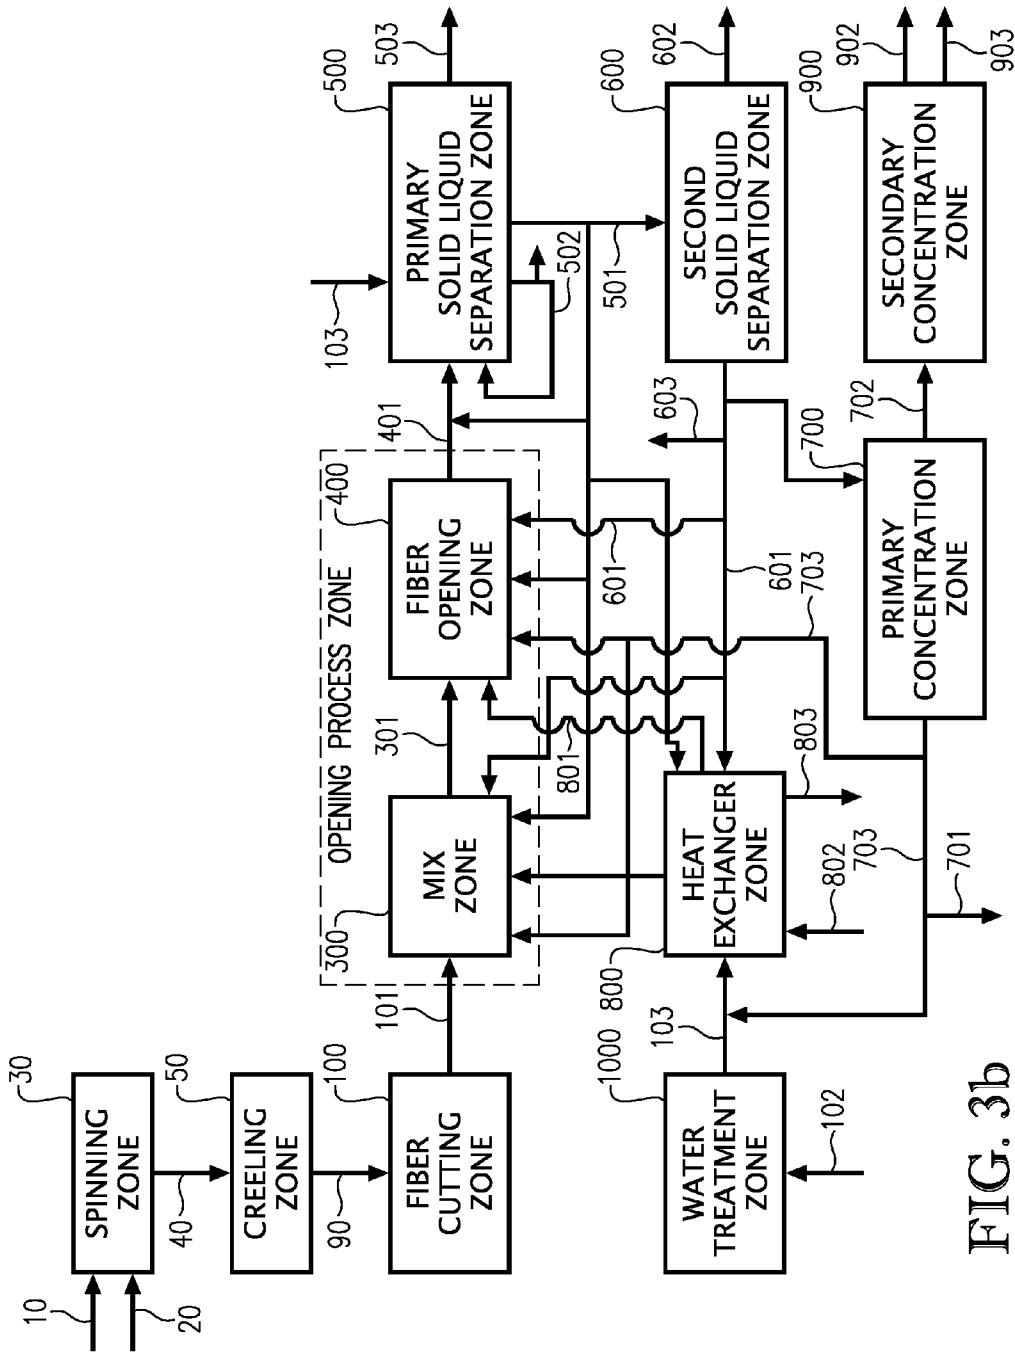 10
20
30
SPINNING
ZONE
40
50
CREELING
ZONE
90
100
FIBER
CUTTING
ZONE
101
OPENING PROCESS ZONE
300
MIX
ZONE
301
400
FIBER
OPENING
ZONE
401
103
500
PRIMARY
SOLID LIQUID
SEPARATION ZONE
503
502
501
600
SECOND
SOLID LIQUID
SEPARATION ZONE
602
603
601
601
703
801
1000
WATER
TREATMENT
ZONE
102
103
800
HEAT
EXCHANGER
ZONE
802
803
703
701
700
PRIMARY
CONCENTRATION
ZONE
702
900
SECONDARY
CONCENTRATION
ZONE
902
903
FIG. 3b